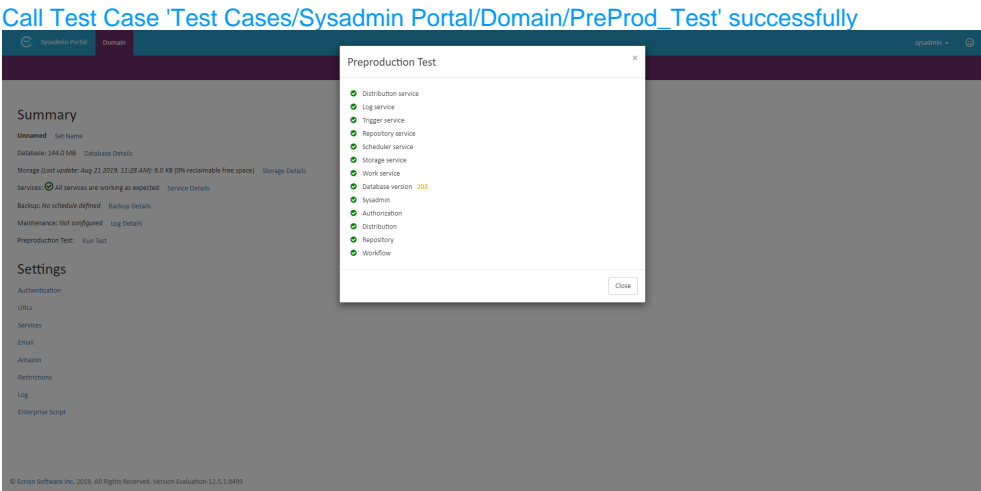 Call Test Case 'Test Cases/Sysadmin Portal/Domain/PreProd_Test' successfully
Sysadmin Portal Domain sysadmin
Preproduction Test ×
Distribution service
Log service
Trigger service
Repository service
Scheduler service
Storage service
Work service
Database version 203
Sysadmin
Authorization
Distribution
Repository
Workflow
Close
Summary
Unnamed Set Name
Database: 144.0 MB Database Details
Storage (Last update: Aug 21 2019, 11:28 AM): 6.0 KB (0% reclaimable free space) Storage Details
Services: All services are working as expected Service Details
Backup: No schedule defined Backup Details
Maintenance: Not configured Log Details
Preproduction Test: Run Test
Settings
Authentication
URLs
Services
Email
Amazon
Restrictions
Log
Enterprise Script
© Ecrion Software Inc. 2019. All Rights Reserved. Version Evaluation-12.5.1.8499